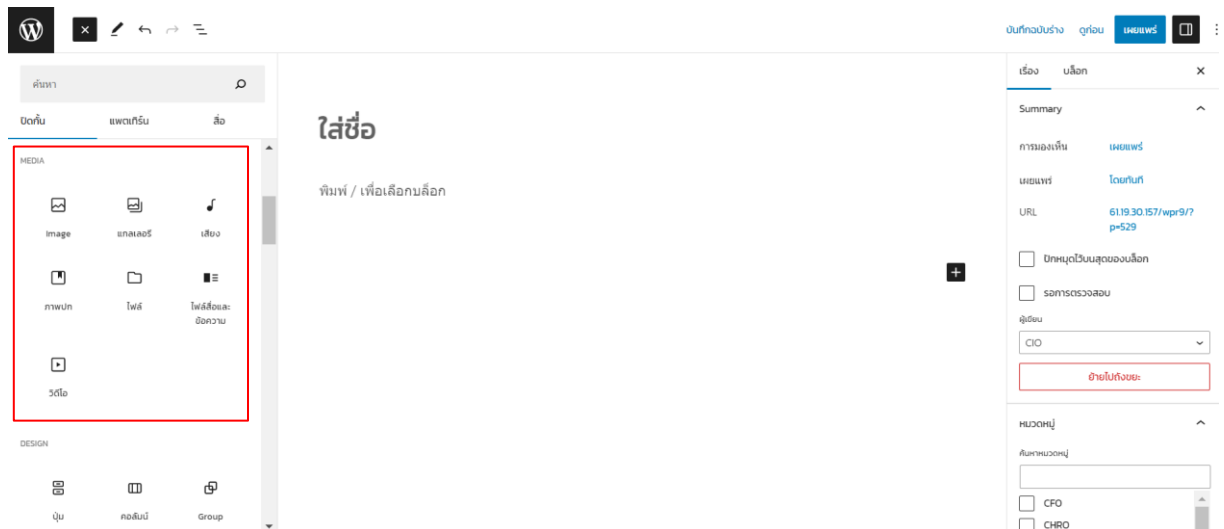 บันทึกฉบับร่าง ดูก่อน เผยแพร่
ค้นหา
ปิดกั้น แพตเทิร์น สื่อ
MEDIA
Image แกลเลอรี เสียง
ภาพปก ไฟล์ ไฟล์สื่อและ
ข้อความ
วิดีโอ
DESIGN
ปุ่ม คอลัมน์ Group
ใส่ชื่อ
พิมพ์ / เพื่อเลือกบล็อก
เรื่อง บล็อก
Summary
การมองเห็น เผยแพร่
เผยแพร่ โดยทันที
URL 61.19.30.157/wpr9/?
p=529
ปักหมุดไว้บนสุดของบล็อก
รอการตรวจสอบ
ผู้เขียน
CIO
ย้ายไปถังขยะ
หมวดหมู่
ค้นหาหมวดหมู่
CFO
CHRO